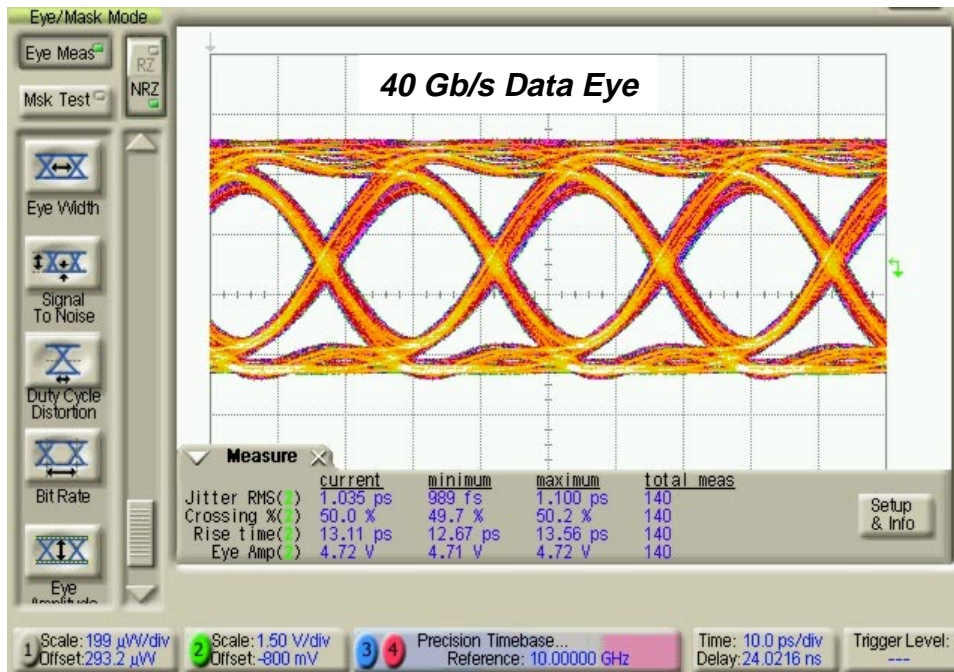 Eye/Mask Mode
Eye Meas
RZ
NRZ
Msk Test
40 Gb/s Data Eye
Eye Width
Signal
To Noise
Duty Cycle
Distortion
Bit Rate
Eye
Amplitude
Measure
current minimum maximum total meas
Jitter RMS(2) 1.035 ps 989 fs 1.100 ps 140
Crossing %(2) 50.0 % 49.7 % 50.2 % 140
Rise time(2) 13.11 ps 12.67 ps 13.56 ps 140
Eye Amp(2) 4.72 V 4.71 V 4.72 V 140
Setup
& Info
1 Scale: 199 µW/div
Offset: 293.2 µW
2 Scale: 1.50 V/div
Offset: -800 mV
3 4
Precision Timebase...
Reference: 10.00000 GHz
Time: 10.0 ps/div
Delay: 24.0216 ns
Trigger Level:
---